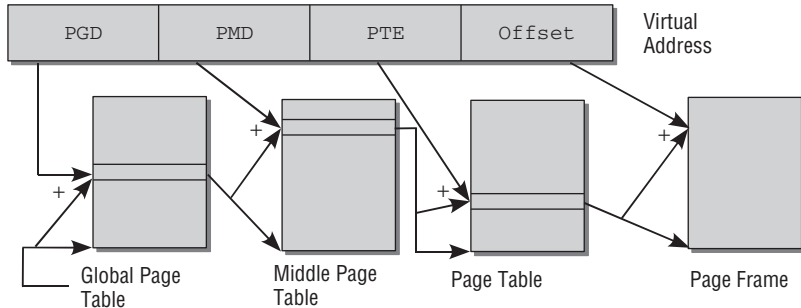 PGD PMD PTE Offset
Virtual
Address
+
+
+
+
Global Page
Table
Middle Page
Table
Page Table
Page Frame